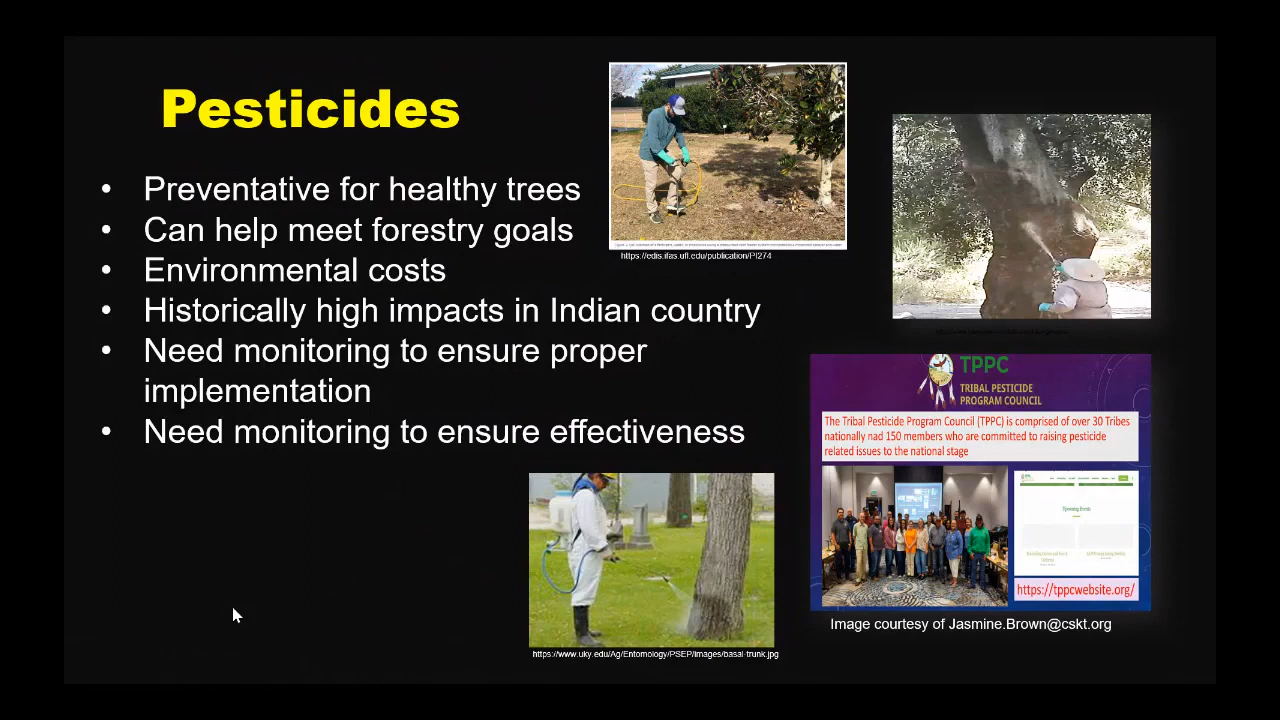 Pesticides
• Preventative for healthy trees
• Can help meet forestry goals
• Environmental costs
• Historically high impacts in Indian country
• Need monitoring to ensure proper
implementation
• Need monitoring to ensure effectiveness
https://edis.ifas.ufl.edu/publication/PI274
TPPC
TRIBAL PESTICIDE
PROGRAM COUNCIL
The Tribal Pesticide Program Council (TPPC) is comprised of over 30 Tribes
nationally nad 150 members who are committed to raising pesticide
related issues to the national stage
Upcoming Events
https://tppcwebsite.org/
Image courtesy of Jasmine.Brown@cskt.org
https://www.uky.edu/Ag/Entomology/PSEP/images/basal-trunk.jpg